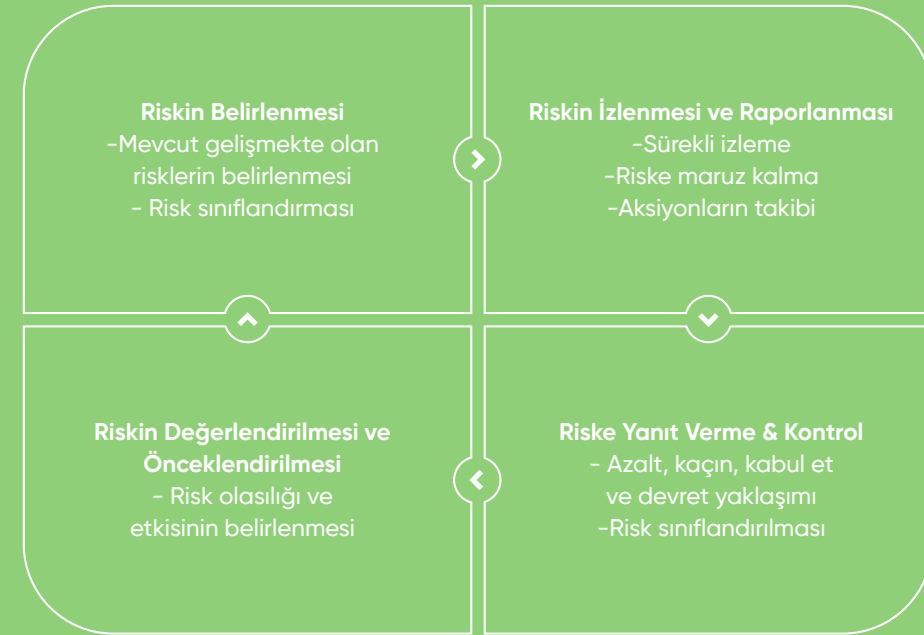 Riskin Belirlenmesi
-Mevcut gelişmekte olan
risklerin belirlenmesi
- Risk sınıflandırması
Riskin İzlenmesi ve Raporlanması
-Sürekli izleme
-Riske maruz kalma
-Aksiyonların takibi
Riskin Değerlendirilmesi ve
Önceklendirilmesi
- Risk olasılığı ve
etkisinin belirlenmesi
Riske Yanıt Verme & Kontrol
- Azalt, kaçın, kabul et
ve devret yaklaşımı
-Risk sınıflandırılması